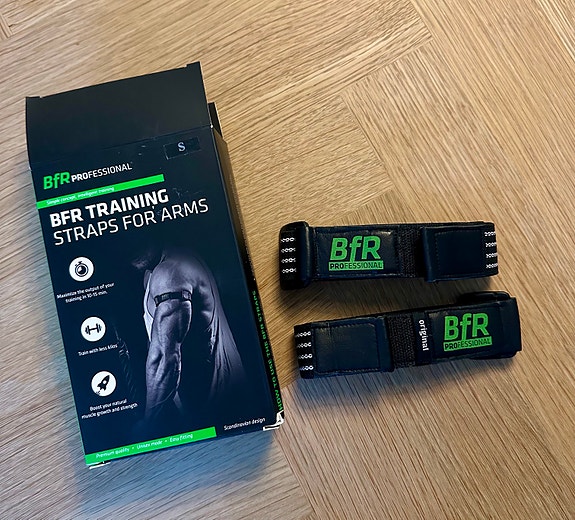 S
BfR PROFESSIONAL
Simple concept, intelligent training
BFR TRAINING
STRAPS FOR ARMS
Maximize the output of your
training in 10-15 min.
Train with less kilos
Boost your natural
muscle growth and strength
Scandinavian design
Premium quality • Unisex model • Easy Fitting
BfR
PROFESSIONAL
original
BfR
PROFESSIONAL